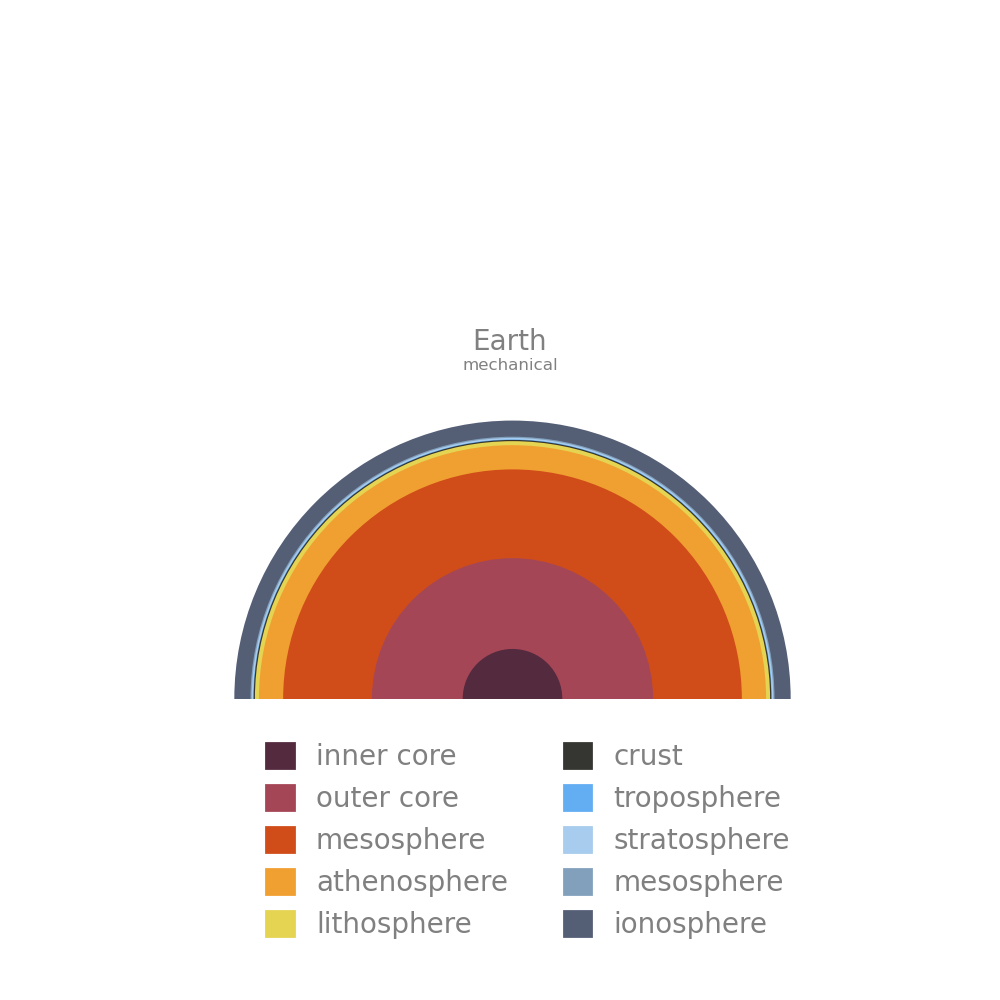 Earth
mechanical
inner core
outer core
mesosphere
athenosphere
lithosphere
crust
troposphere
stratosphere
mesosphere
ionosphere